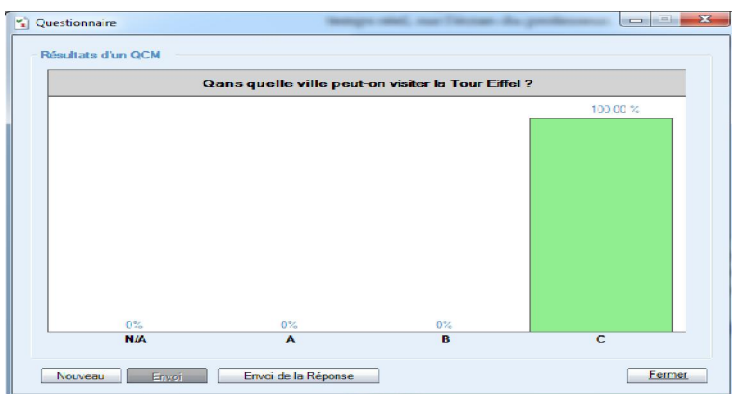 Questionnaire
Résultats d'un QCM
Qans quelle ville peut-on visiter la Tour Eiffel ?
100.00 %
0% 0% 0%
N/A A B C
Nouveau Envoi Envoi de la Réponse Fermer